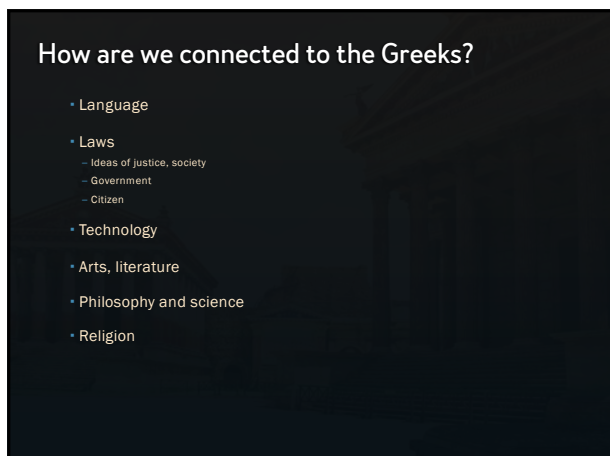 How are we connected to the Greeks?
▪ Language
▪ Laws
– Ideas of justice, society
– Government
– Citizen
▪ Technology
▪ Arts, literature
▪ Philosophy and science
▪ Religion